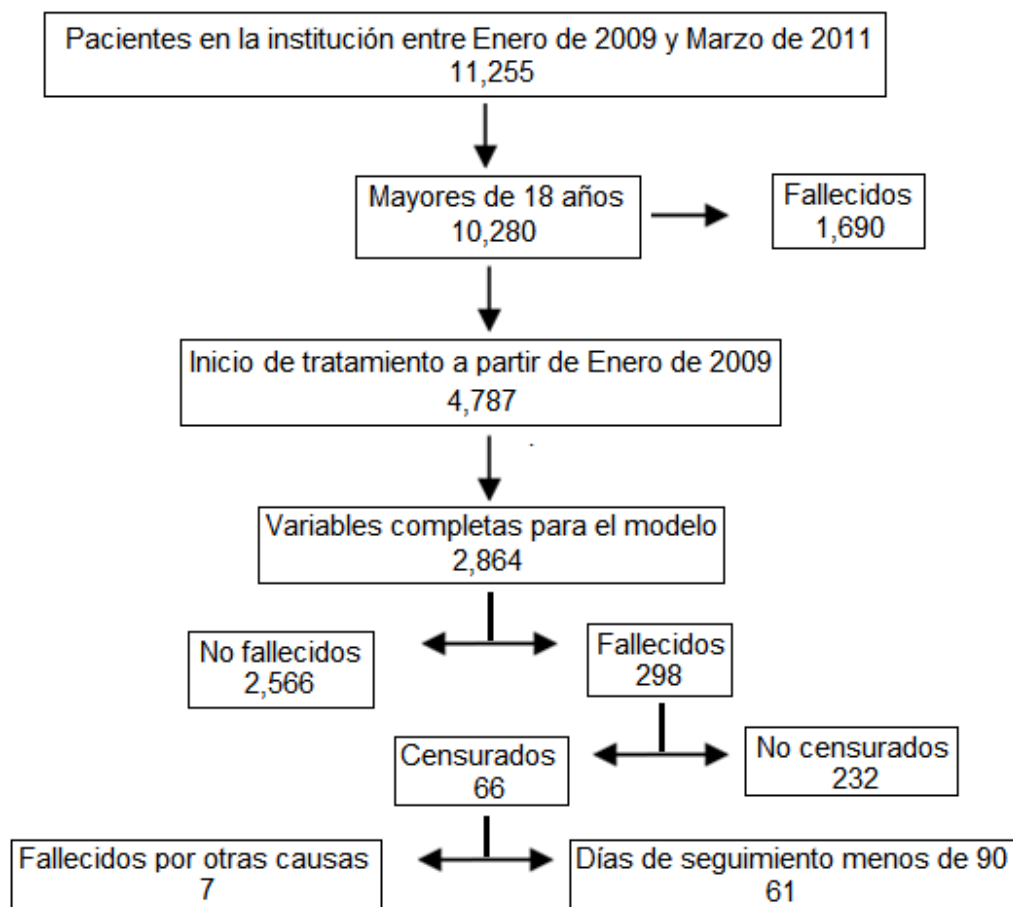 Pacientes en la institución entre Enero de 2009 y Marzo de 2011
11,255
Mayores de 18 años
10,280
Fallecidos
1,690
Inicio de tratamiento a partir de Enero de 2009
4,787
Variables completas para el modelo
2,864
No fallecidos
2,566
Fallecidos
298
Censurados
66
No censurados
232
Fallecidos por otras causas
7
Días de seguimiento menos de 90
61